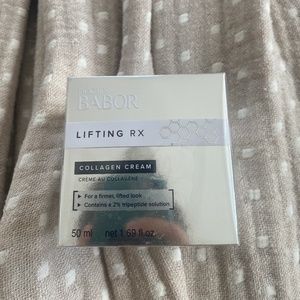 BABOR
LIFTING RX
COLLAGEN CREAM
CRÈME AU COLLAGÈNE
For a firmer, lifted look
Contains a 2% tripeptide solution
50 ml net 1.69 fl.oz.